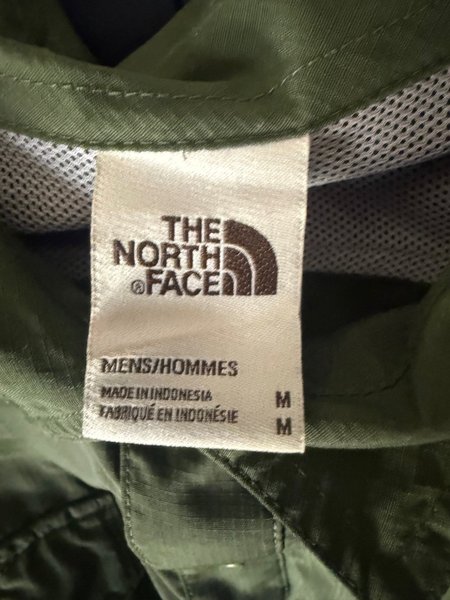 THE
NORTH
®FACE
MENS/HOMMES
MADE IN INDONESIA M
FABRIQUÉ EN INDONÉSIE M